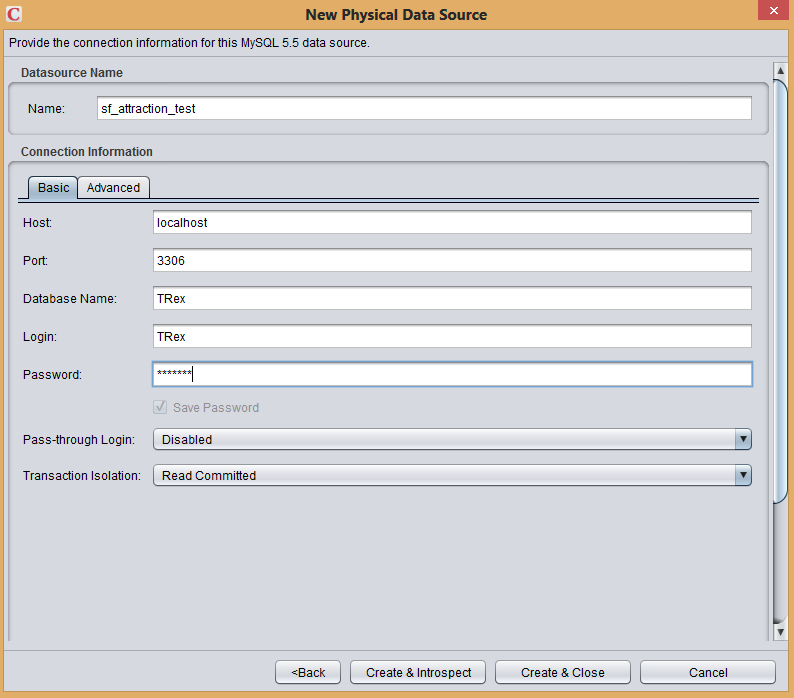 C
New Physical Data Source
Provide the connection information for this MySQL 5.5 data source.
Datasource Name
Name: sf_attraction_test
Connection Information
Basic Advanced
Host: localhost
Port: 3306
Database Name: TRex
Login: TRex
Password: *******
Save Password
Pass-through Login: Disabled
Transaction Isolation: Read Committed
<Back Create & Introspect Create & Close Cancel